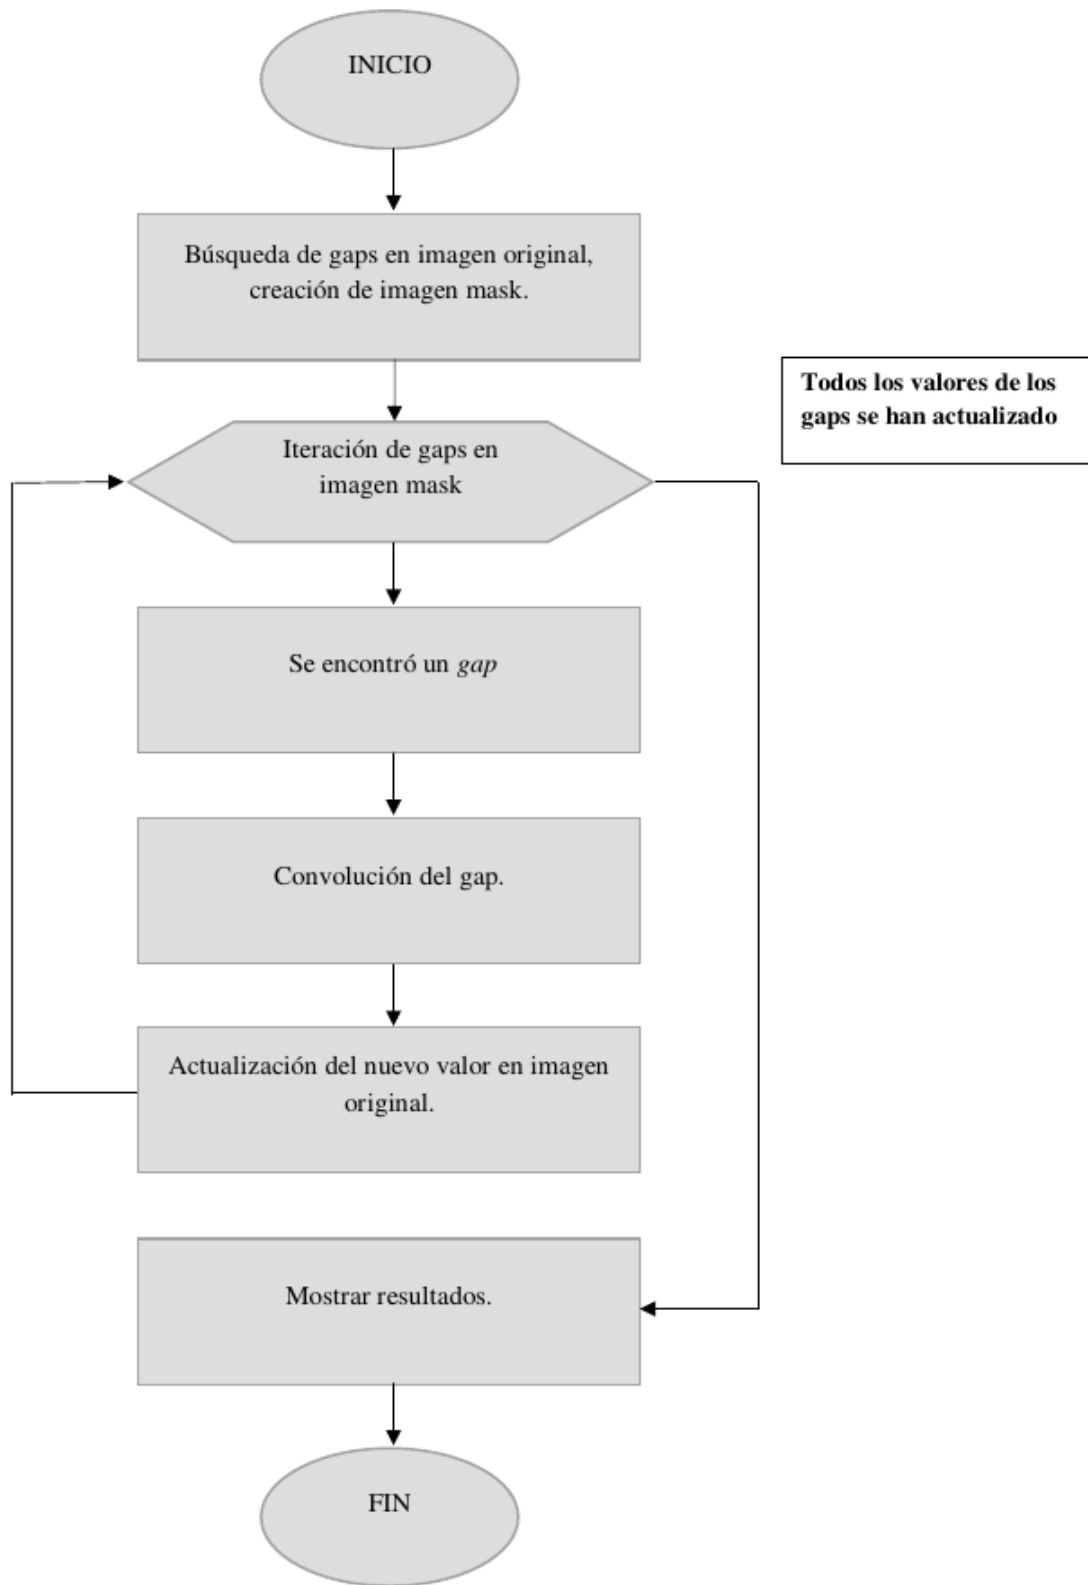 INICIO
Búsqueda de gaps en imagen original,
creación de imagen mask.
Todos los valores de los
gaps se han actualizado
Iteración de gaps en
imagen mask
Se encontró un gap
Convolución del gap.
Actualización del nuevo valor en imagen
original.
Mostrar resultados.
FIN